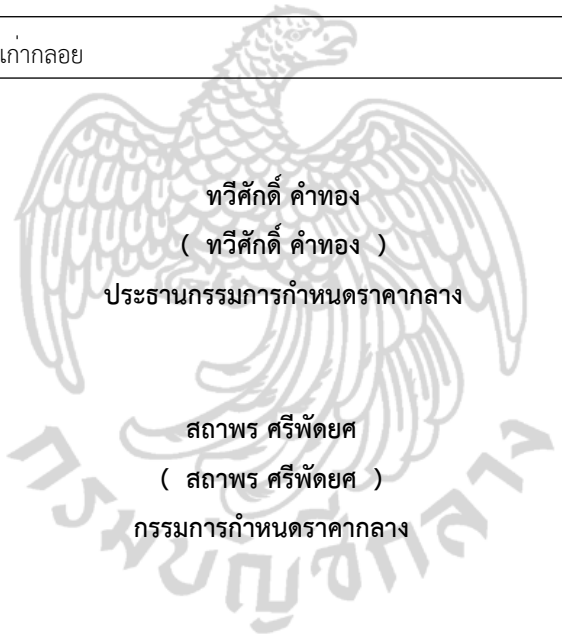 เก่ากลอย
ทวีศักดิ์ คำทอง
( ทวีศักดิ์ คำทอง )
ประธานกรรมการกำหนดราคากลาง
สถาพร ศรีพัดยศ
( สถาพร ศรีพัดยศ )
กรรมการกำหนดราคากลาง
กรมบัญชีกลาง